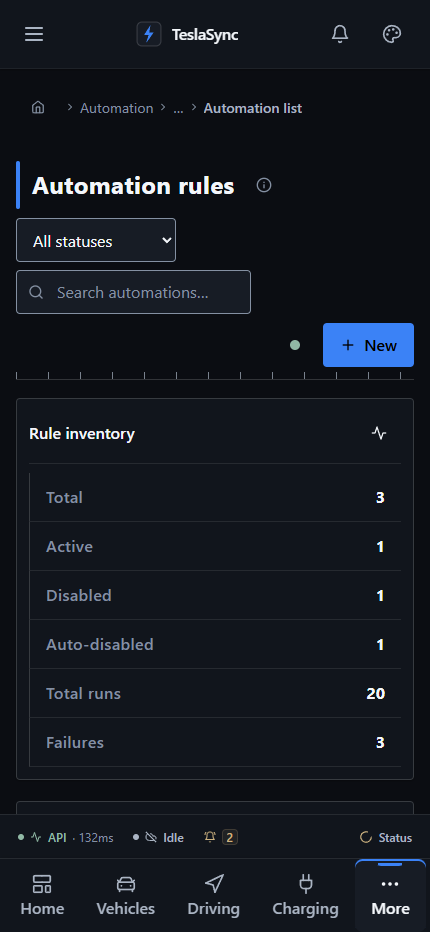 TeslaSync
Automation ... Automation list
Automation rules
All statuses
Search automations...
New
Rule inventory
Total 3
Active 1
Disabled 1
Auto-disabled 1
Total runs 20
Failures 3
API · 132ms Idle 2 Status
Home Vehicles Driving Charging More